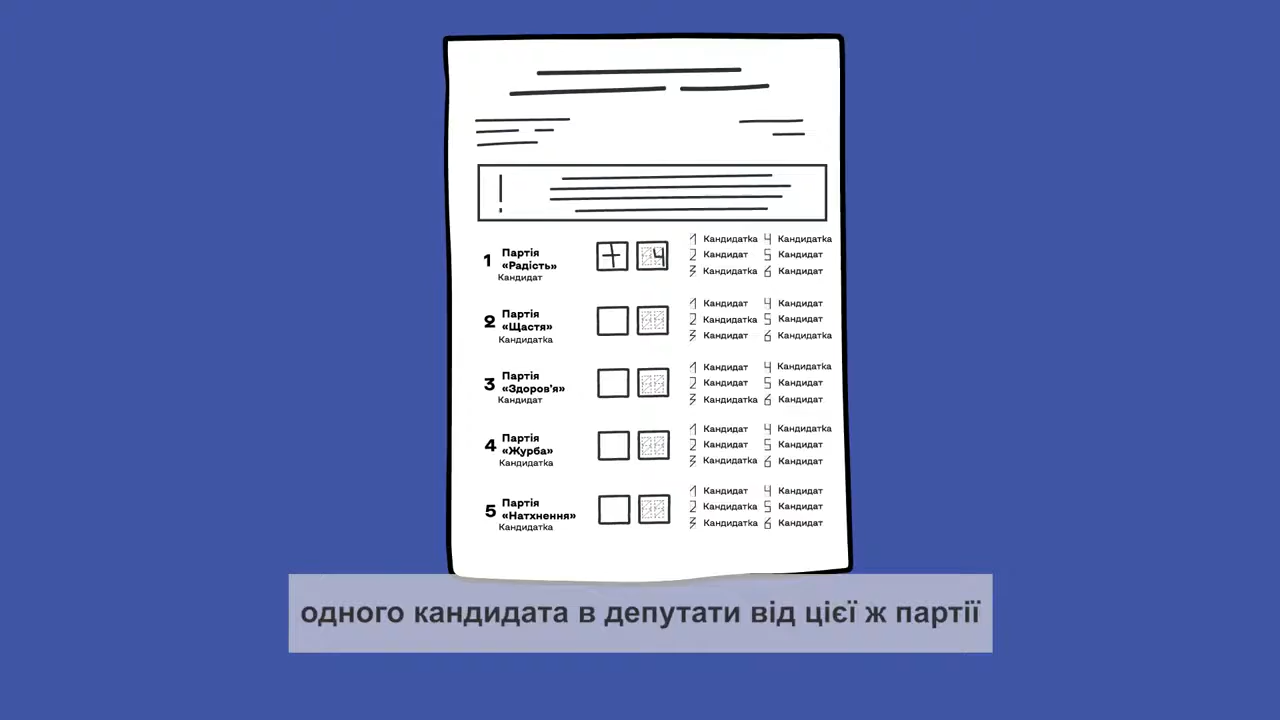 !
1 Партія «Радість» Кандидат + 4
1 Кандидатка 4 Кандидатка
2 Кандидат 5 Кандидат
3 Кандидатка 6 Кандидат
2 Партія «Щастя» Кандидатка
1 Кандидат 4 Кандидат
2 Кандидатка 5 Кандидат
3 Кандидат 6 Кандидатка
3 Партія «Здоров'я» Кандидат
1 Кандидат 4 Кандидатка
2 Кандидат 5 Кандидат
3 Кандидатка 6 Кандидат
4 Партія «Журба» Кандидатка
1 Кандидат 4 Кандидатка
2 Кандидат 5 Кандидат
3 Кандидатка 6 Кандидат
5 Партія «Натхнення» Кандидатка
1 Кандидат 4 Кандидат
2 Кандидатка 5 Кандидат
3 Кандидатка 6 Кандидат
одного кандидата в депутати від цієї ж партії